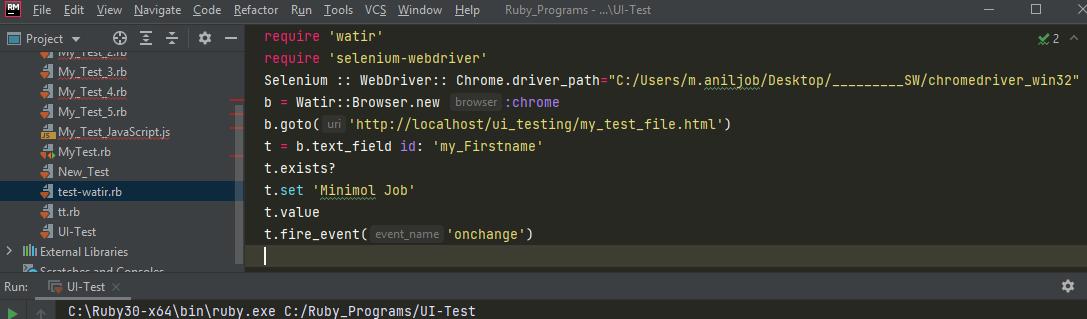 RM File Edit View Navigate Code Refactor Run Tools VCS Window Help Ruby_Programs - ...\UI-Test
Project
My_Test_2.rb
My_Test_3.rb
My_Test_4.rb
My_Test_5.rb
My_Test_JavaScript.js
MyTest.rb
New_Test
test-watir.rb
tt.rb
UI-Test
External Libraries
Scratches and Consoles
2
require 'watir'
require 'selenium-webdriver'
Selenium :: WebDriver:: Chrome.driver_path="C:/Users/m.aniljob/Desktop/_________SW/chromedriver_win32"
b = Watir::Browser.new browser: :chrome
b.goto( uri 'http://localhost/ui_testing/my_test_file.html')
t = b.text_field id: 'my_Firstname'
t.exists?
t.set 'Minimol Job'
t.value
t.fire_event( event_name 'onchange')
Run: UI-Test
C:\Ruby30-x64\bin\ruby.exe C:/Ruby_Programs/UI-Test